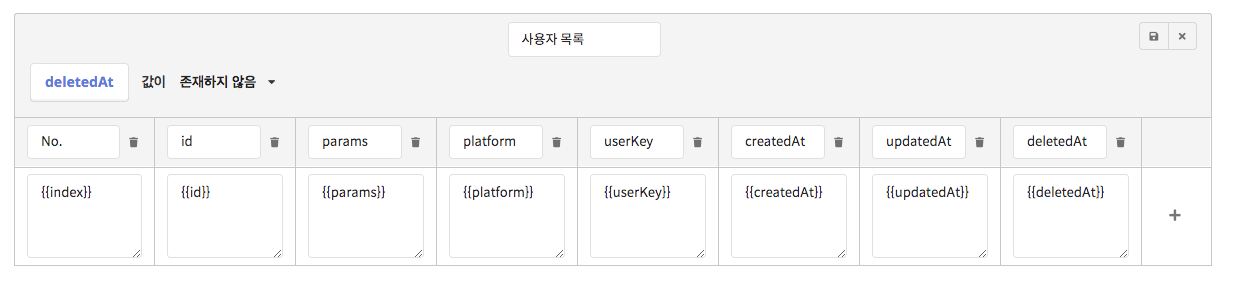 사용자 목록
deletedAt 값이 존재하지 않음
No. id params platform userKey createdAt updatedAt deletedAt
{{index}} {{id}} {{params}} {{platform}} {{userKey}} {{createdAt}} {{updatedAt}} {{deletedAt}}